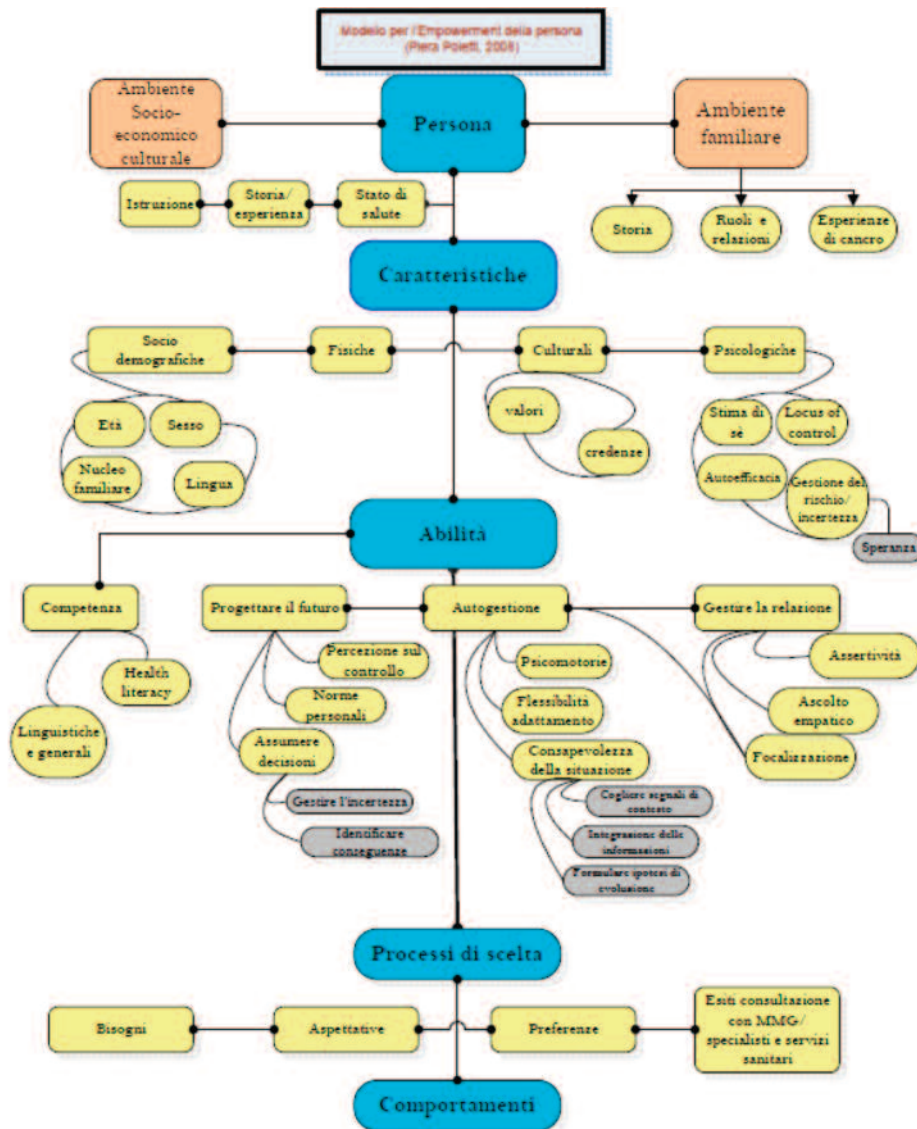 Modelo per l'Empowerment della persona
(Piera Poletti, 2008)
Ambiente
Socio-
economico
culturale
Persona
Ambiente
familiare
Istruzione
Storia/
esperienza
Stato di
salute
Storia
Ruoli e
relazioni
Esperienze
di cancro
Caratteristiche
Socio
demografiche
Fisiche
Culturali
Psicologiche
Età
Sesso
Nucleo
familiare
Lingua
valori
credenze
Stima di
sè
Locus of
control
Autoefficacia
Gestione del
rischio/
incertezza
Speranza
Abilità
Competenza
Progettare il futuro
Autogestione
Gestire la relazione
Health
literacy
Linguistiche
e generali
Percezione sul
controllo
Norme
personali
Assumere
decisioni
Gestire l'incertezza
Identificare
conseguenze
Psicomotorie
Flessibilità
adattamento
Consapevolezza
della situazione
Cogliere segnali di
contesto
Integrazione delle
informazioni
Formulare ipotesi di
evoluzione
Assertività
Ascolto
empatico
Focalizzazione
Processi di scelta
Bisogni
Aspettative
Preferenze
Esiti consultazione
con MMG/
specialisti e servizi
sanitari
Comportamenti